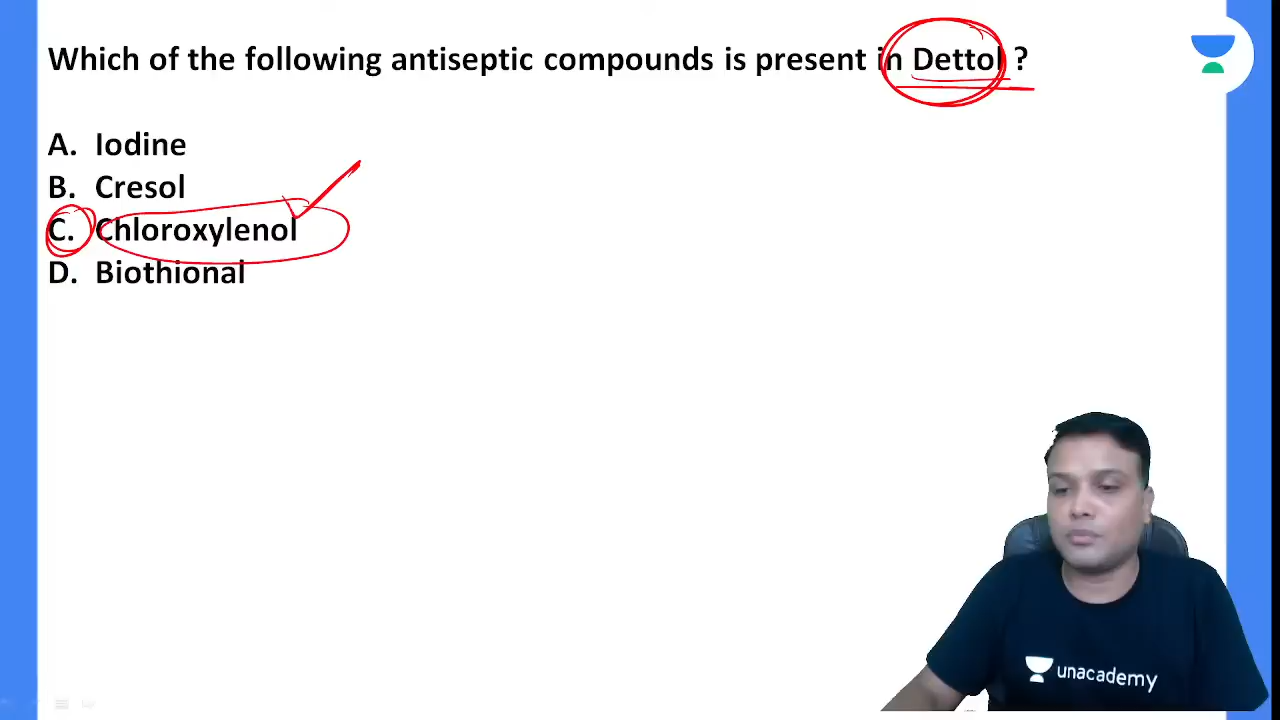 Which of the following antiseptic compounds is present in Dettol ?
A. Iodine
B. Cresol
C. Chloroxylenol
D. Biothional
unacademy